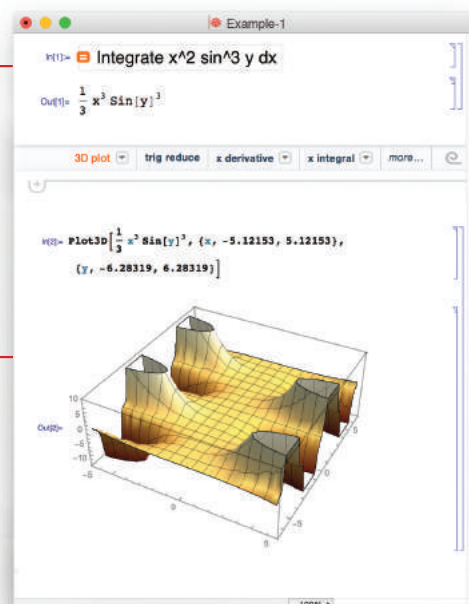 Example-1
In[1]:= Integrate x^2 sin^3 y dx
Out[1]= 1/3 x³ Sin[y]³
3D plot trig reduce x derivative x integral more...
In[2]:= Plot3D[1/3 x³ Sin[y]³, {x, -5.12153, 5.12153},
{y, -6.28319, 6.28319}]
Out[2]=
10
5
0
-5
-10
-5
0
5
-5
0
5